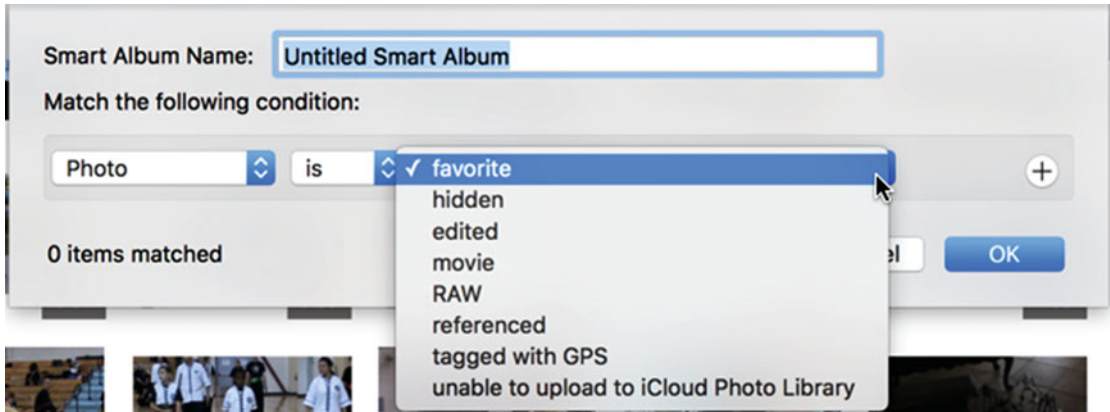 Smart Album Name: Untitled Smart Album
Match the following condition:
Photo is ✓ favorite
hidden
edited
0 items matched el OK
movie
RAW
referenced
tagged with GPS
unable to upload to iCloud Photo Library